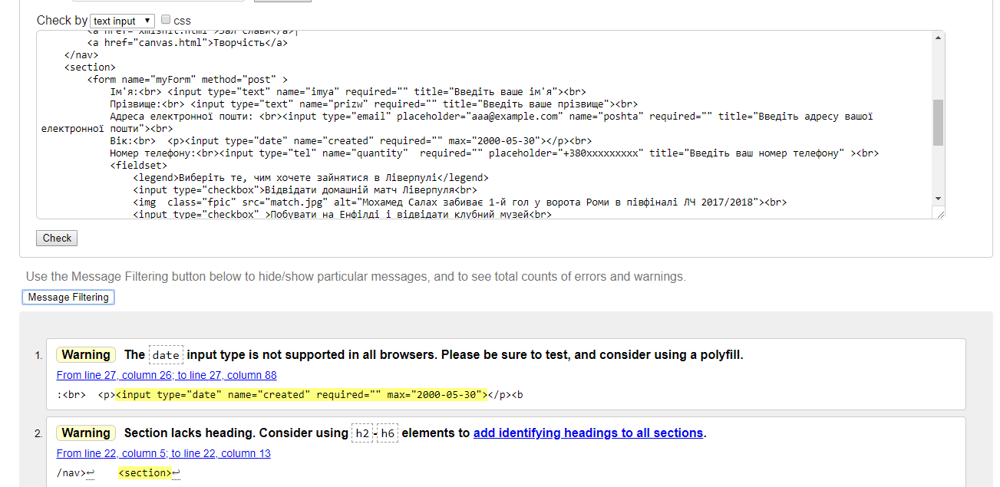 Check by text input ▼ css
<a href="canvas.html">Творчість</a>
</nav>
<section>
<form name="myForm" method="post" >
Ім'я:<br> <input type="text" name="imya" required="" title="Введіть ваше ім'я"><br>
Прізвище:<br> <input type="text" name="prizw" required="" title="Введіть ваше прізвище"><br>
Адреса електронної пошти: <br><input type="email" placeholder="aaa@example.com" name="poshta" required="" title="Введіть адресу вашої
електронної пошти"><br>
Вік:<br>  <p><input type="date" name="created" required="" max="2000-05-30"></p><br>
Номер телефону:<br><input type="tel" name="quantity"  required="" placeholder="+380xxxxxxxxx" title="Введіть ваш номер телефону" ><br>
<fieldset>
<legend>Виберіть те, чим хочете зайнятися в Ліверпулі</legend>
<input type="checkbox">Відвідати домашній матч Ліверпуля<br>
<img  class="fpic" src="match.jpg" alt="Мохамед Салах забиває 1-й гол у ворота Роми в півфіналі ЛЧ 2017/2018"><br>
<input type="checkbox" >Побувати на Енфілді і відвідати клубний музей<br>
Check
Use the Message Filtering button below to hide/show particular messages, and to see total counts of errors and warnings.
Message Filtering
1. Warning The date input type is not supported in all browsers. Please be sure to test, and consider using a polyfill.
From line 27, column 26; to line 27, column 88
:<br>  <p><input type="date" name="created" required="" max="2000-05-30"></p><b
2. Warning Section lacks heading. Consider using h2-h6 elements to add identifying headings to all sections.
From line 22, column 5; to line 22, column 13
/nav>↩    <section>↩